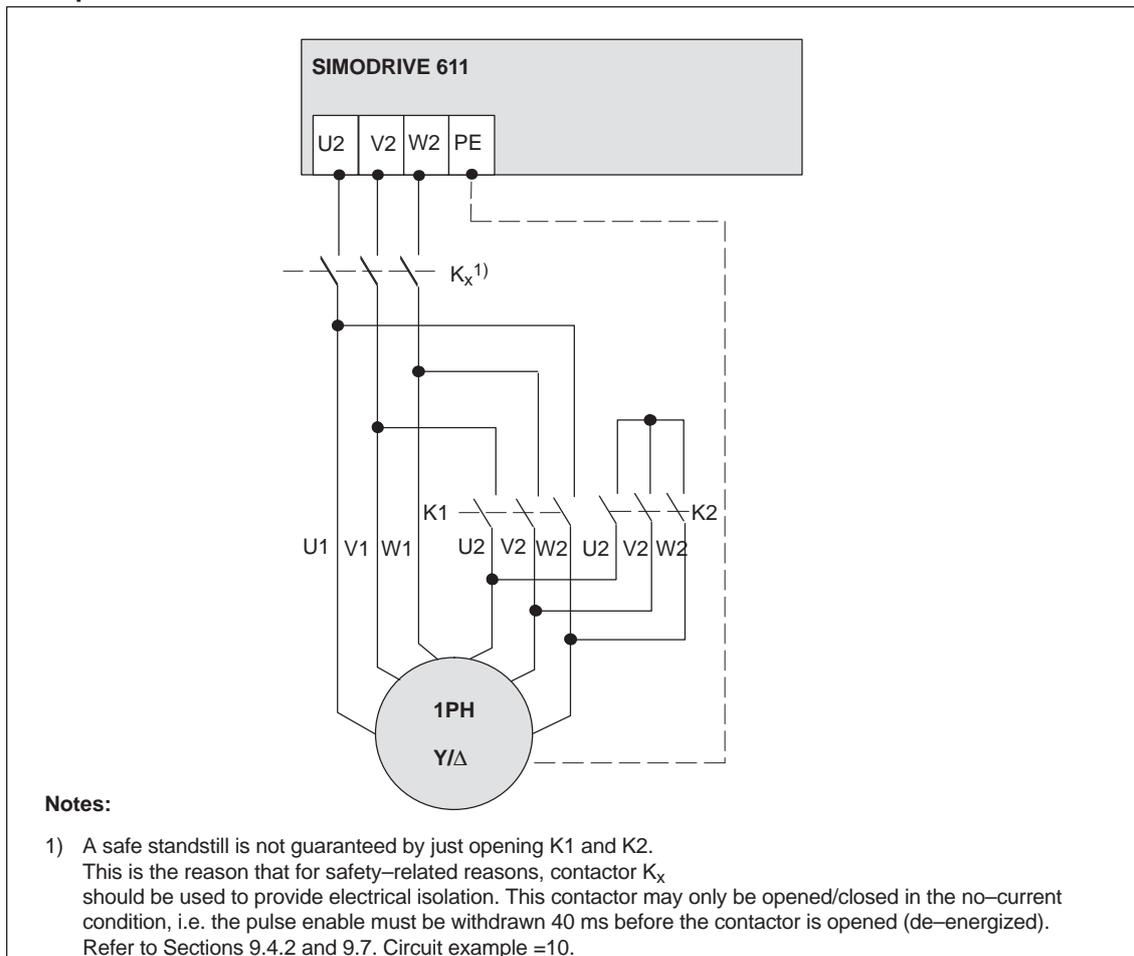 SIMODRIVE 611
U2 V2 W2 PE
Kx1)
K1 K2
U1 V1 W1 U2 V2 W2 U2 V2 W2
1PH
Y/Δ
Notes:
1) A safe standstill is not guaranteed by just opening K1 and K2.
This is the reason that for safety–related reasons, contactor Kx
should be used to provide electrical isolation. This contactor may only be opened/closed in the no–current
condition, i.e. the pulse enable must be withdrawn 40 ms before the contactor is opened (de–energized).
Refer to Sections 9.4.2 and 9.7. Circuit example =10.